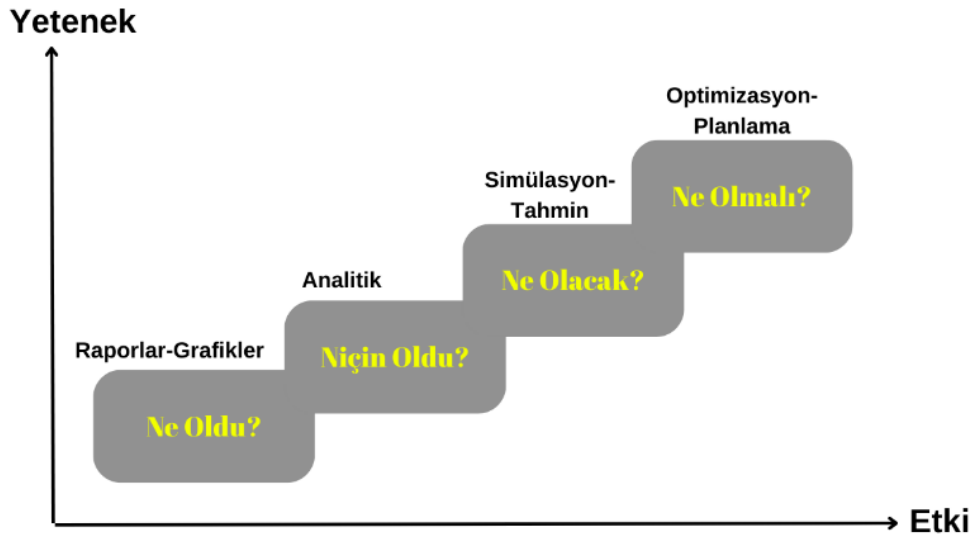 Yetenek
Optimizasyon-
Planlama
Ne Olmalı?
Simülasyon-
Tahmin
Ne Olacak?
Analitik
Niçin Oldu?
Raporlar-Grafikler
Ne Oldu?
Etki